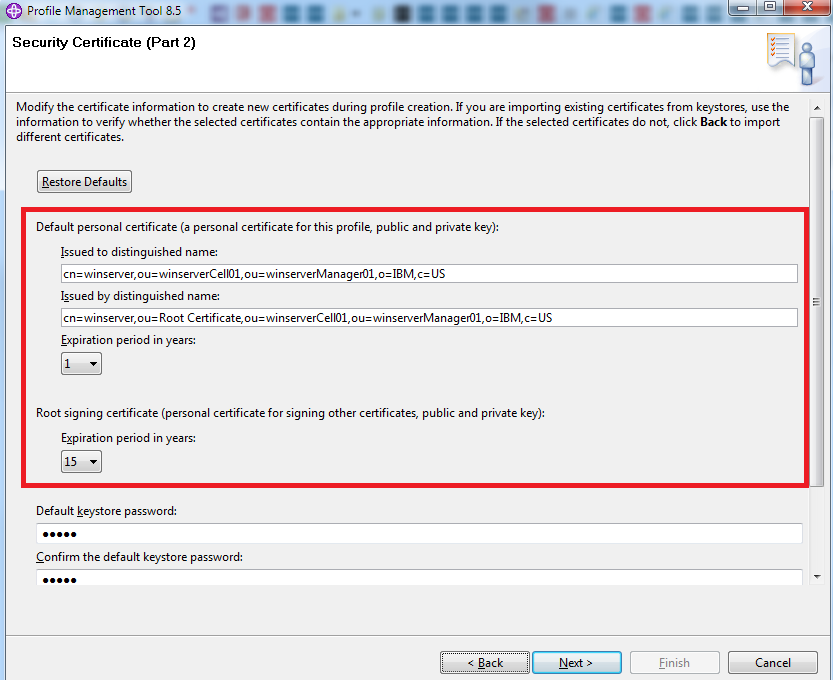 Profile Management Tool 8.5
Security Certificate (Part 2)
Modify the certificate information to create new certificates during profile creation. If you are importing existing certificates from keystores, use the
information to verify whether the selected certificates contain the appropriate information. If the selected certificates do not, click Back to import
different certificates.
Restore Defaults
Default personal certificate (a personal certificate for this profile, public and private key):
Issued to distinguished name:
cn=winserver,ou=winserverCell01,ou=winserverManager01,o=IBM,c=US
Issued by distinguished name:
cn=winserver,ou=Root Certificate,ou=winserverCell01,ou=winserverManager01,o=IBM,c=US
Expiration period in years:
1
Root signing certificate (personal certificate for signing other certificates, public and private key):
Expiration period in years:
15
Default keystore password:
●●●●●
Confirm the default keystore password:
●●●●●
< Back Next > Finish Cancel